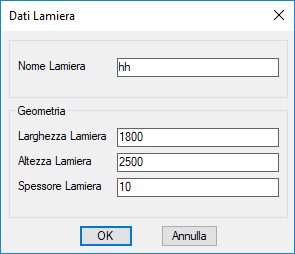 Dati Lamiera
Nome Lamiera hh
Geometria
Larghezza Lamiera 1800
Altezza Lamiera 2500
Spessore Lamiera 10
OK Annulla